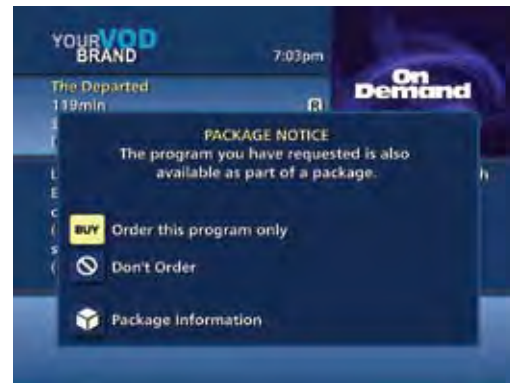 YOUR VOD
BRAND
7:03pm
On
Demand
The Departed
119min
R
PACKAGE NOTICE
The program you have requested is also
available as part of a package.
BUY
Order this program only
Don't Order
Package Information